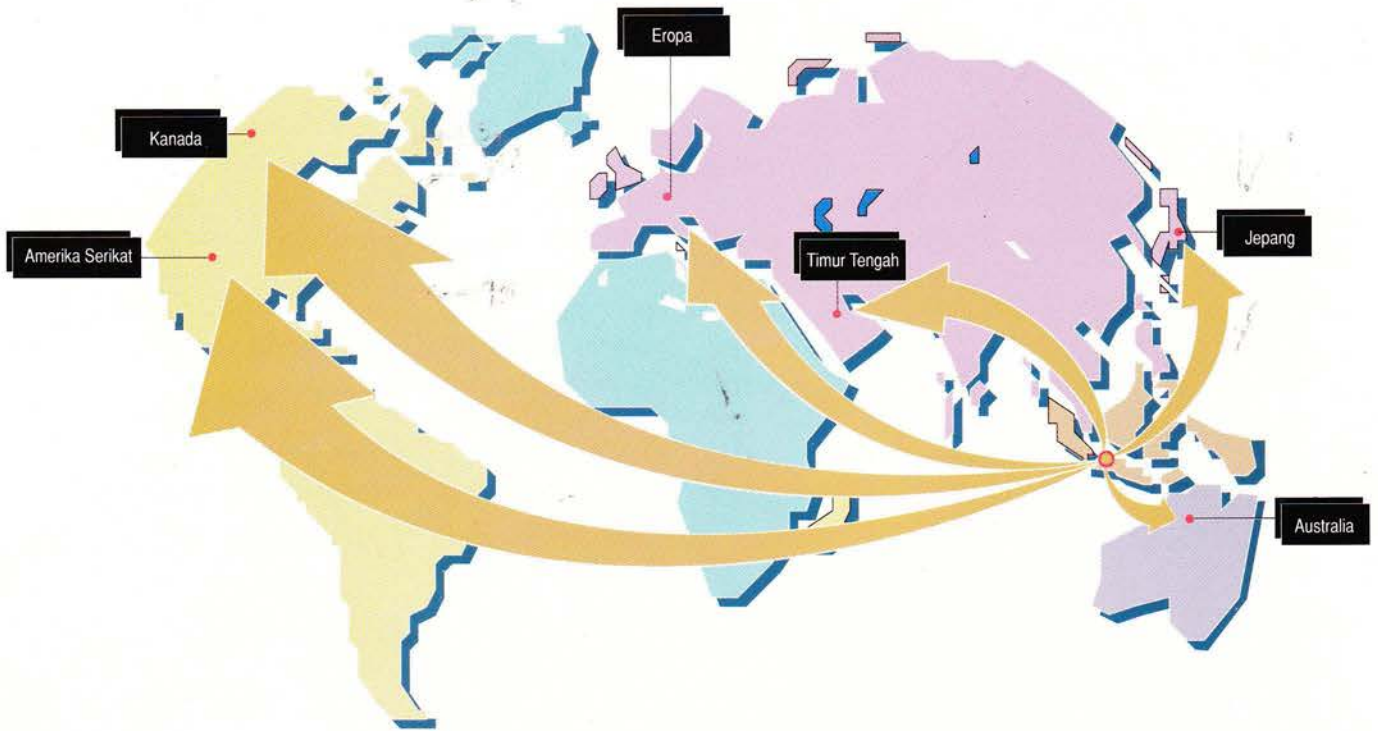 Eropa
Kanada
Jepang
Amerika Serikat
Timur Tengah
Australia